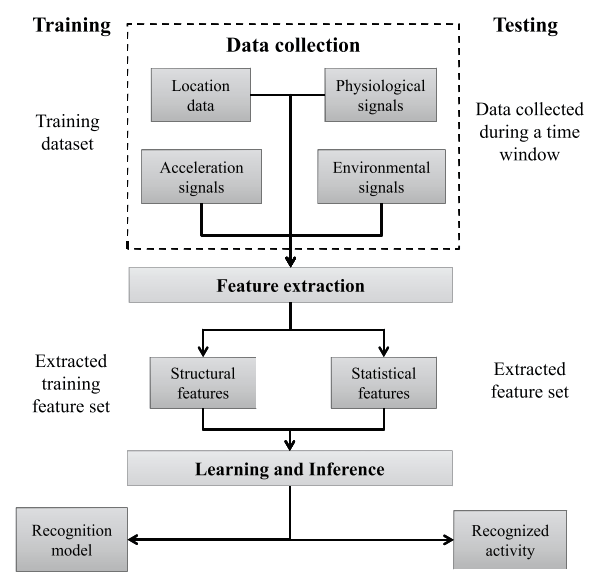 Training
Testing
Data collection
Location
data
Physiological
signals
Training
dataset
Data collected
during a time
window
Acceleration
signals
Environmental
signals
Feature extraction
Extracted
training
feature set
Structural
features
Statistical
features
Extracted
feature set
Learning and Inference
Recognition
model
Recognized
activity